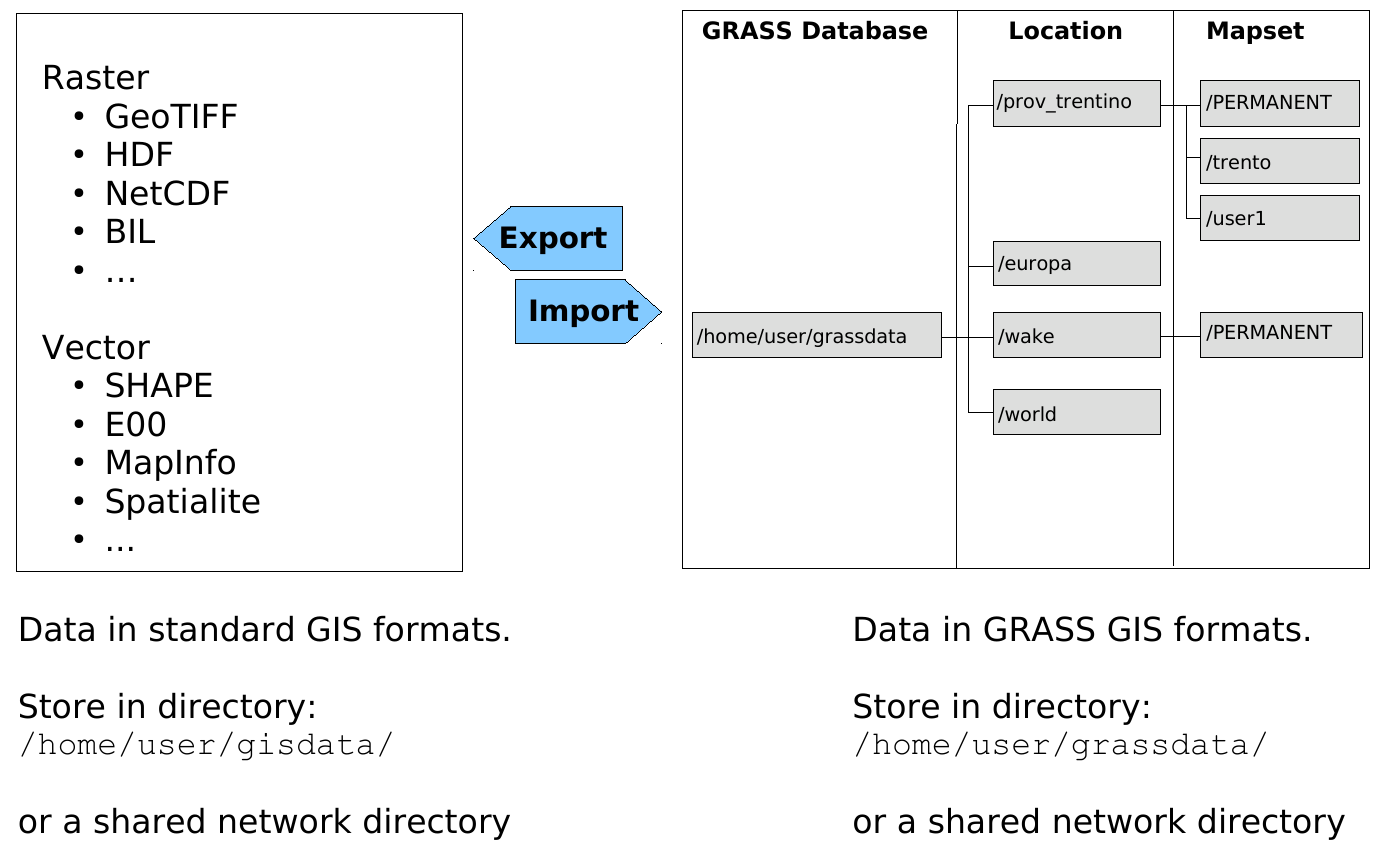 Raster
• GeoTIFF
• HDF
• NetCDF
• BIL
• ...
Vector
• SHAPE
• E00
• MapInfo
• Spatialite
• ...
Export
Import
GRASS Database
Location
Mapset
/home/user/grassdata
/prov_trentino
/europa
/wake
/world
/PERMANENT
/trento
/user1
/PERMANENT
Data in standard GIS formats.
Store in directory:
/home/user/gisdata/
or a shared network directory
Data in GRASS GIS formats.
Store in directory:
/home/user/grassdata/
or a shared network directory